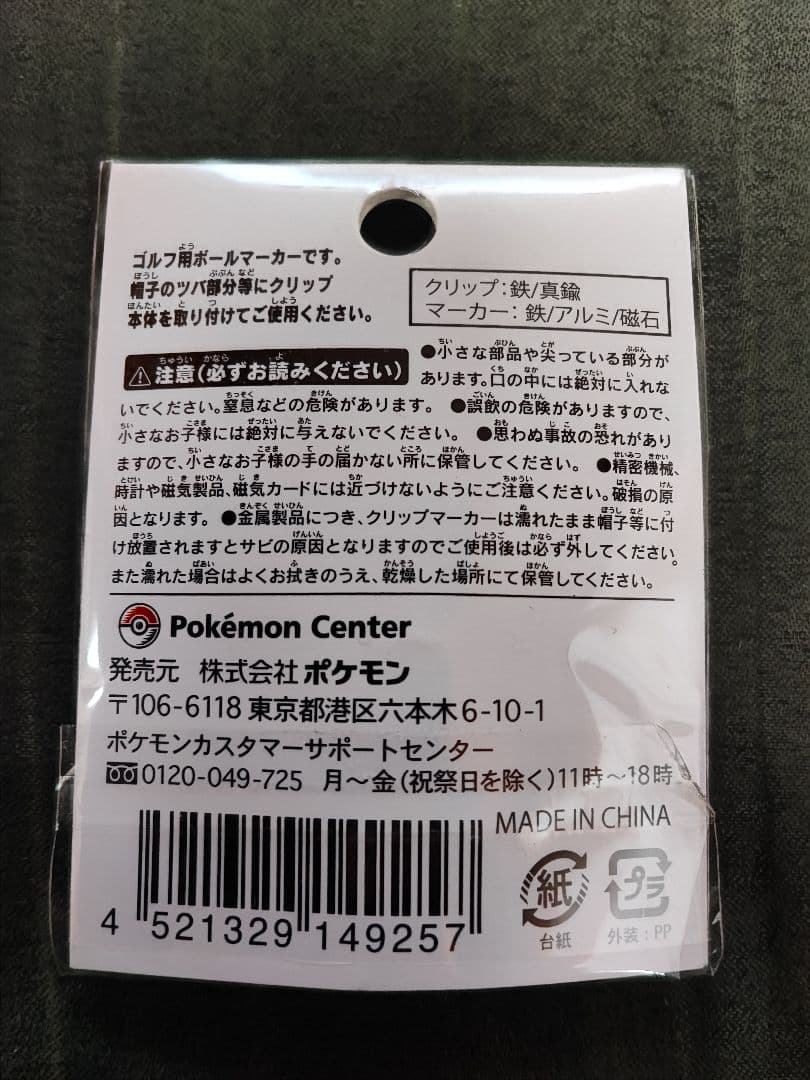 ゴルフ用ボールマーカーです。
帽子のツバ部分等にクリップ
本体を取り付けてご使用ください。
クリップ：鉄/真鍮
マーカー：鉄/アルミ/磁石
注意（必ずお読みください）
●小さな部品や尖っている部分が
あります。口の中には絶対に入れな
いでください。窒息などの危険があります。 ●誤飲の危険がありますので、
小さなお子様には絶対に与えないでください。 ●思わぬ事故の恐れがあり
ますので、小さなお子様の手の届かない所に保管してください。 ●精密機械、
時計や磁気製品、磁気カードには近づけないようにご注意ください。破損の原
因となります。 ●金属製品につき、クリップマーカーは濡れたまま帽子等に付
け放置されますとサビの原因となりますのでご使用後は必ず外してください。
また濡れた場合はよくお拭きのうえ、乾燥した場所にて保管してください。
Pokémon Center
発売元 株式会社ポケモン
〒106-6118 東京都港区六本木6-10-1
ポケモンカスタマーサポートセンター
0120-049-725 月～金（祝祭日を除く）11時～18時
MADE IN CHINA
紙
プラ
台紙
外装：PP
4 521329 149257